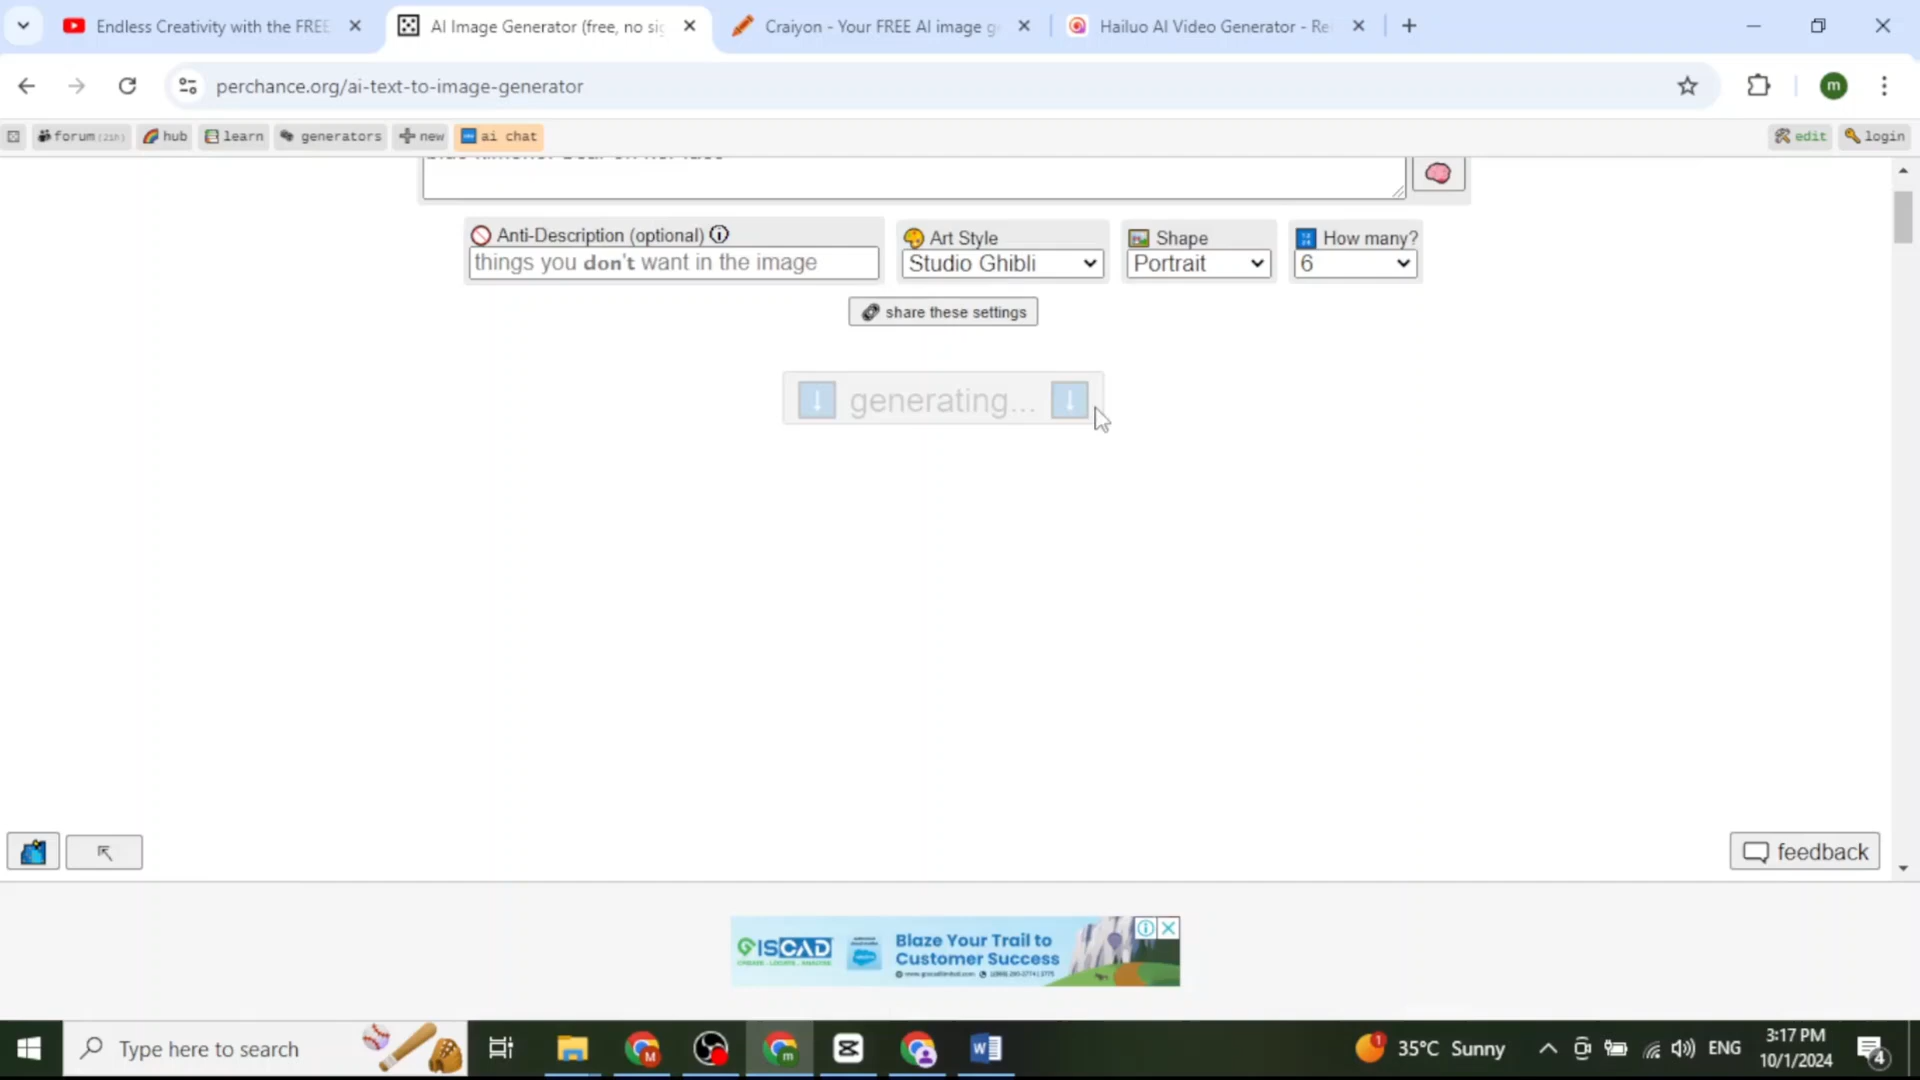 Endless Creativity with the FREE
AI Image Generator (free, no sig
Craiyon - Your FREE AI image ge
Hailuo AI Video Generator - Re
perchance.org/ai-text-to-image-generator
m
forum(21h)
hub
learn
generators
new
ai chat
edit
login
Anti-Description (optional)
things you don't want in the image
Art Style
Studio Ghibli
Shape
Portrait
How many?
6
share these settings
generating...
feedback
GISCAD
Blaze Your Trail to
Customer Success
Type here to search
35°C Sunny
ENG
3:17 PM
10/1/2024
4